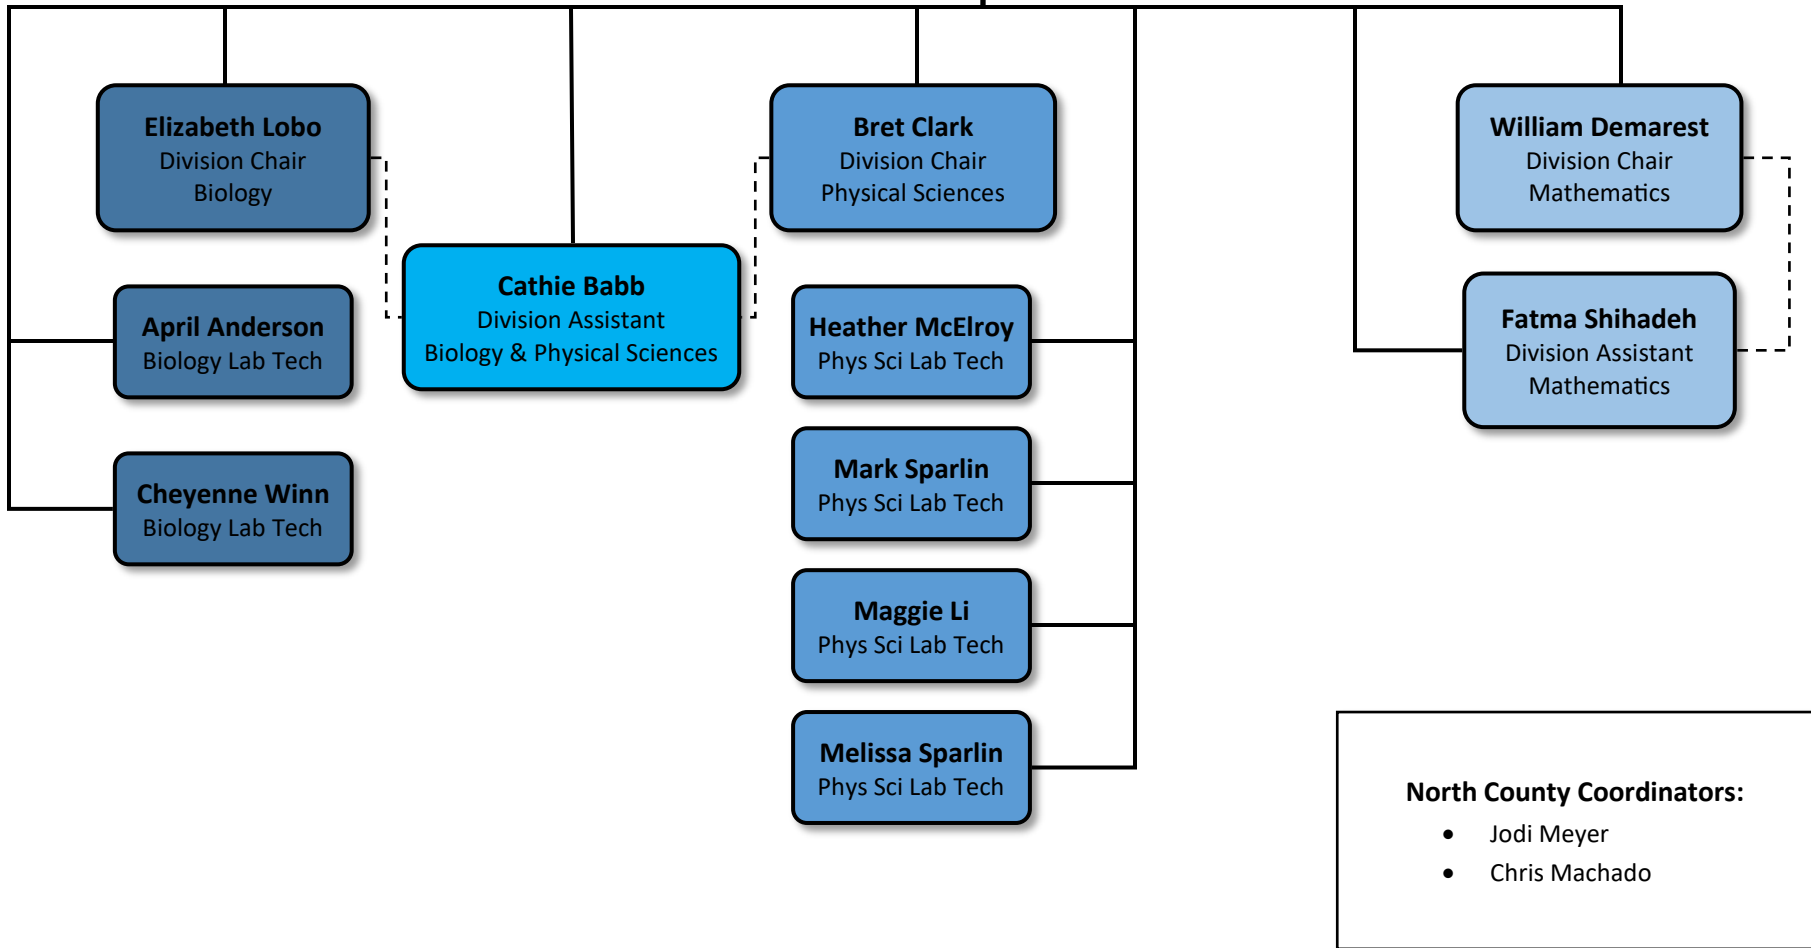 Elizabeth Lobo
Division Chair
Biology
Bret Clark
Division Chair
Physical Sciences
William Demarest
Division Chair
Mathematics
Cathie Babb
Division Assistant
Biology & Physical Sciences
April Anderson
Biology Lab Tech
Heather McElroy
Phys Sci Lab Tech
Fatma Shihadeh
Division Assistant
Mathematics
Cheyenne Winn
Biology Lab Tech
Mark Sparlin
Phys Sci Lab Tech
Maggie Li
Phys Sci Lab Tech
Melissa Sparlin
Phys Sci Lab Tech
North County Coordinators:
• Jodi Meyer
• Chris Machado